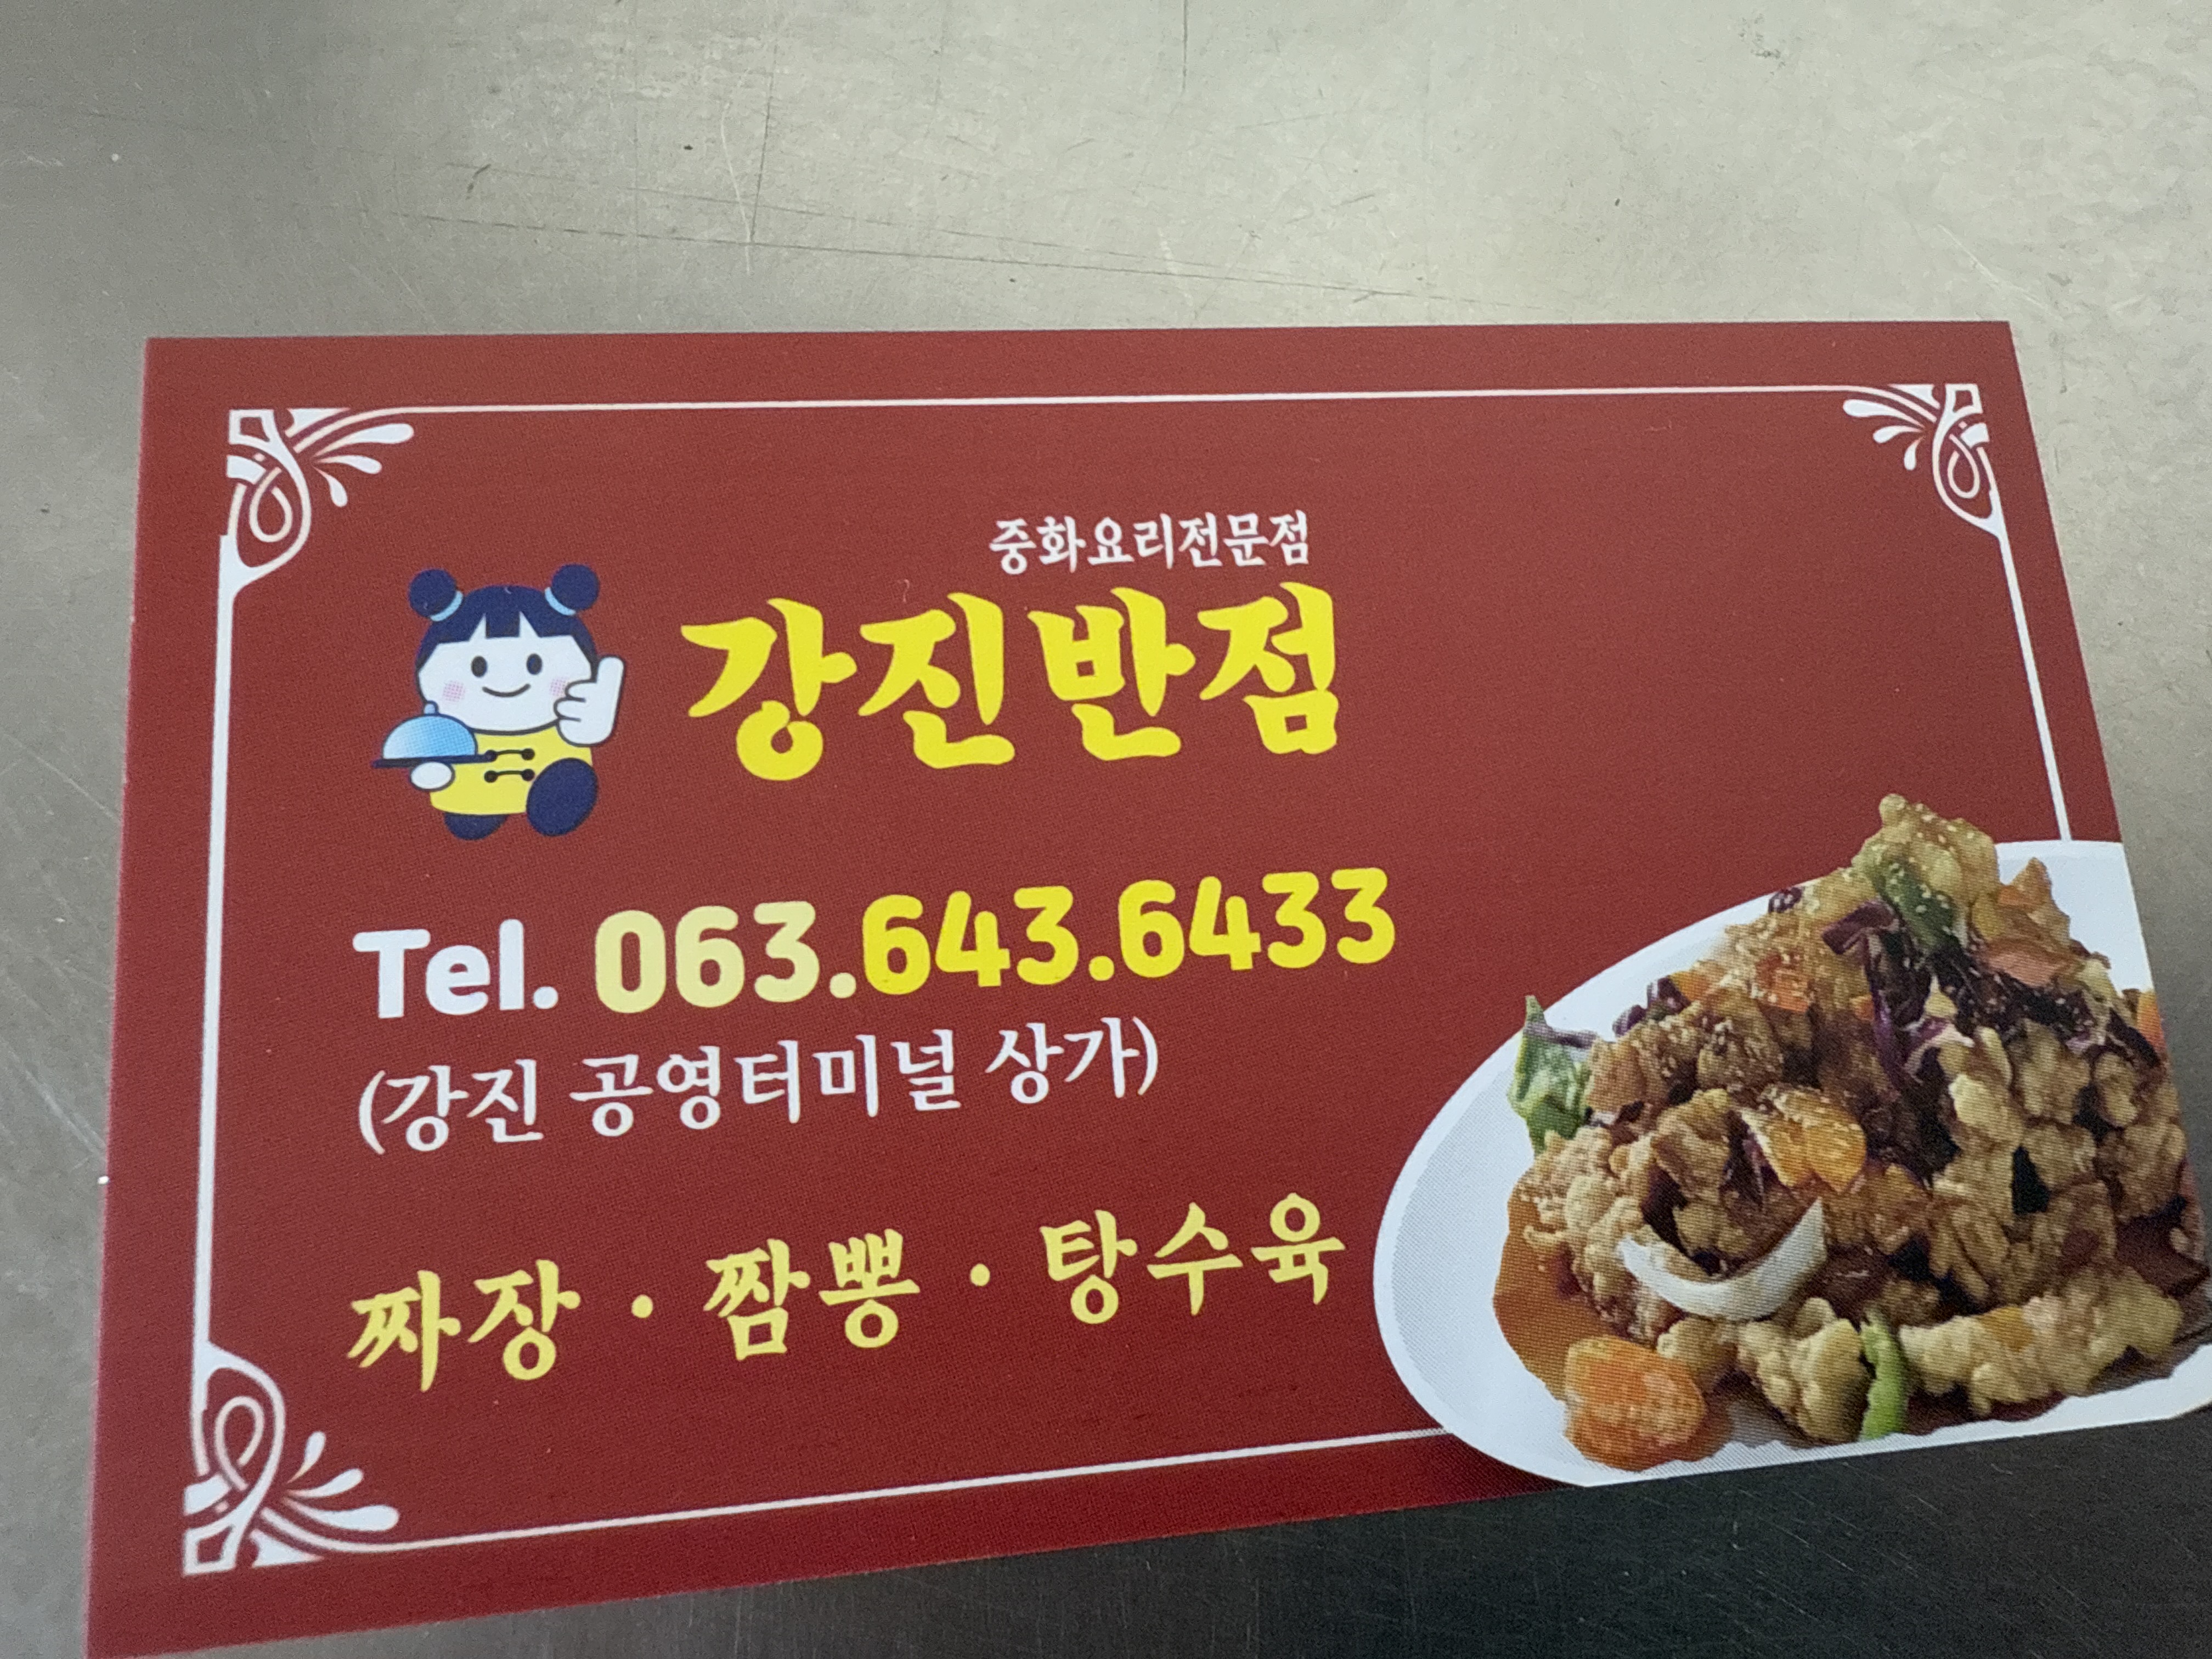 중화요리전문점
강진반점
Tel. 063.643.6433
(강진 공영터미널 상가)
짜장 · 짬뽕 · 탕수육